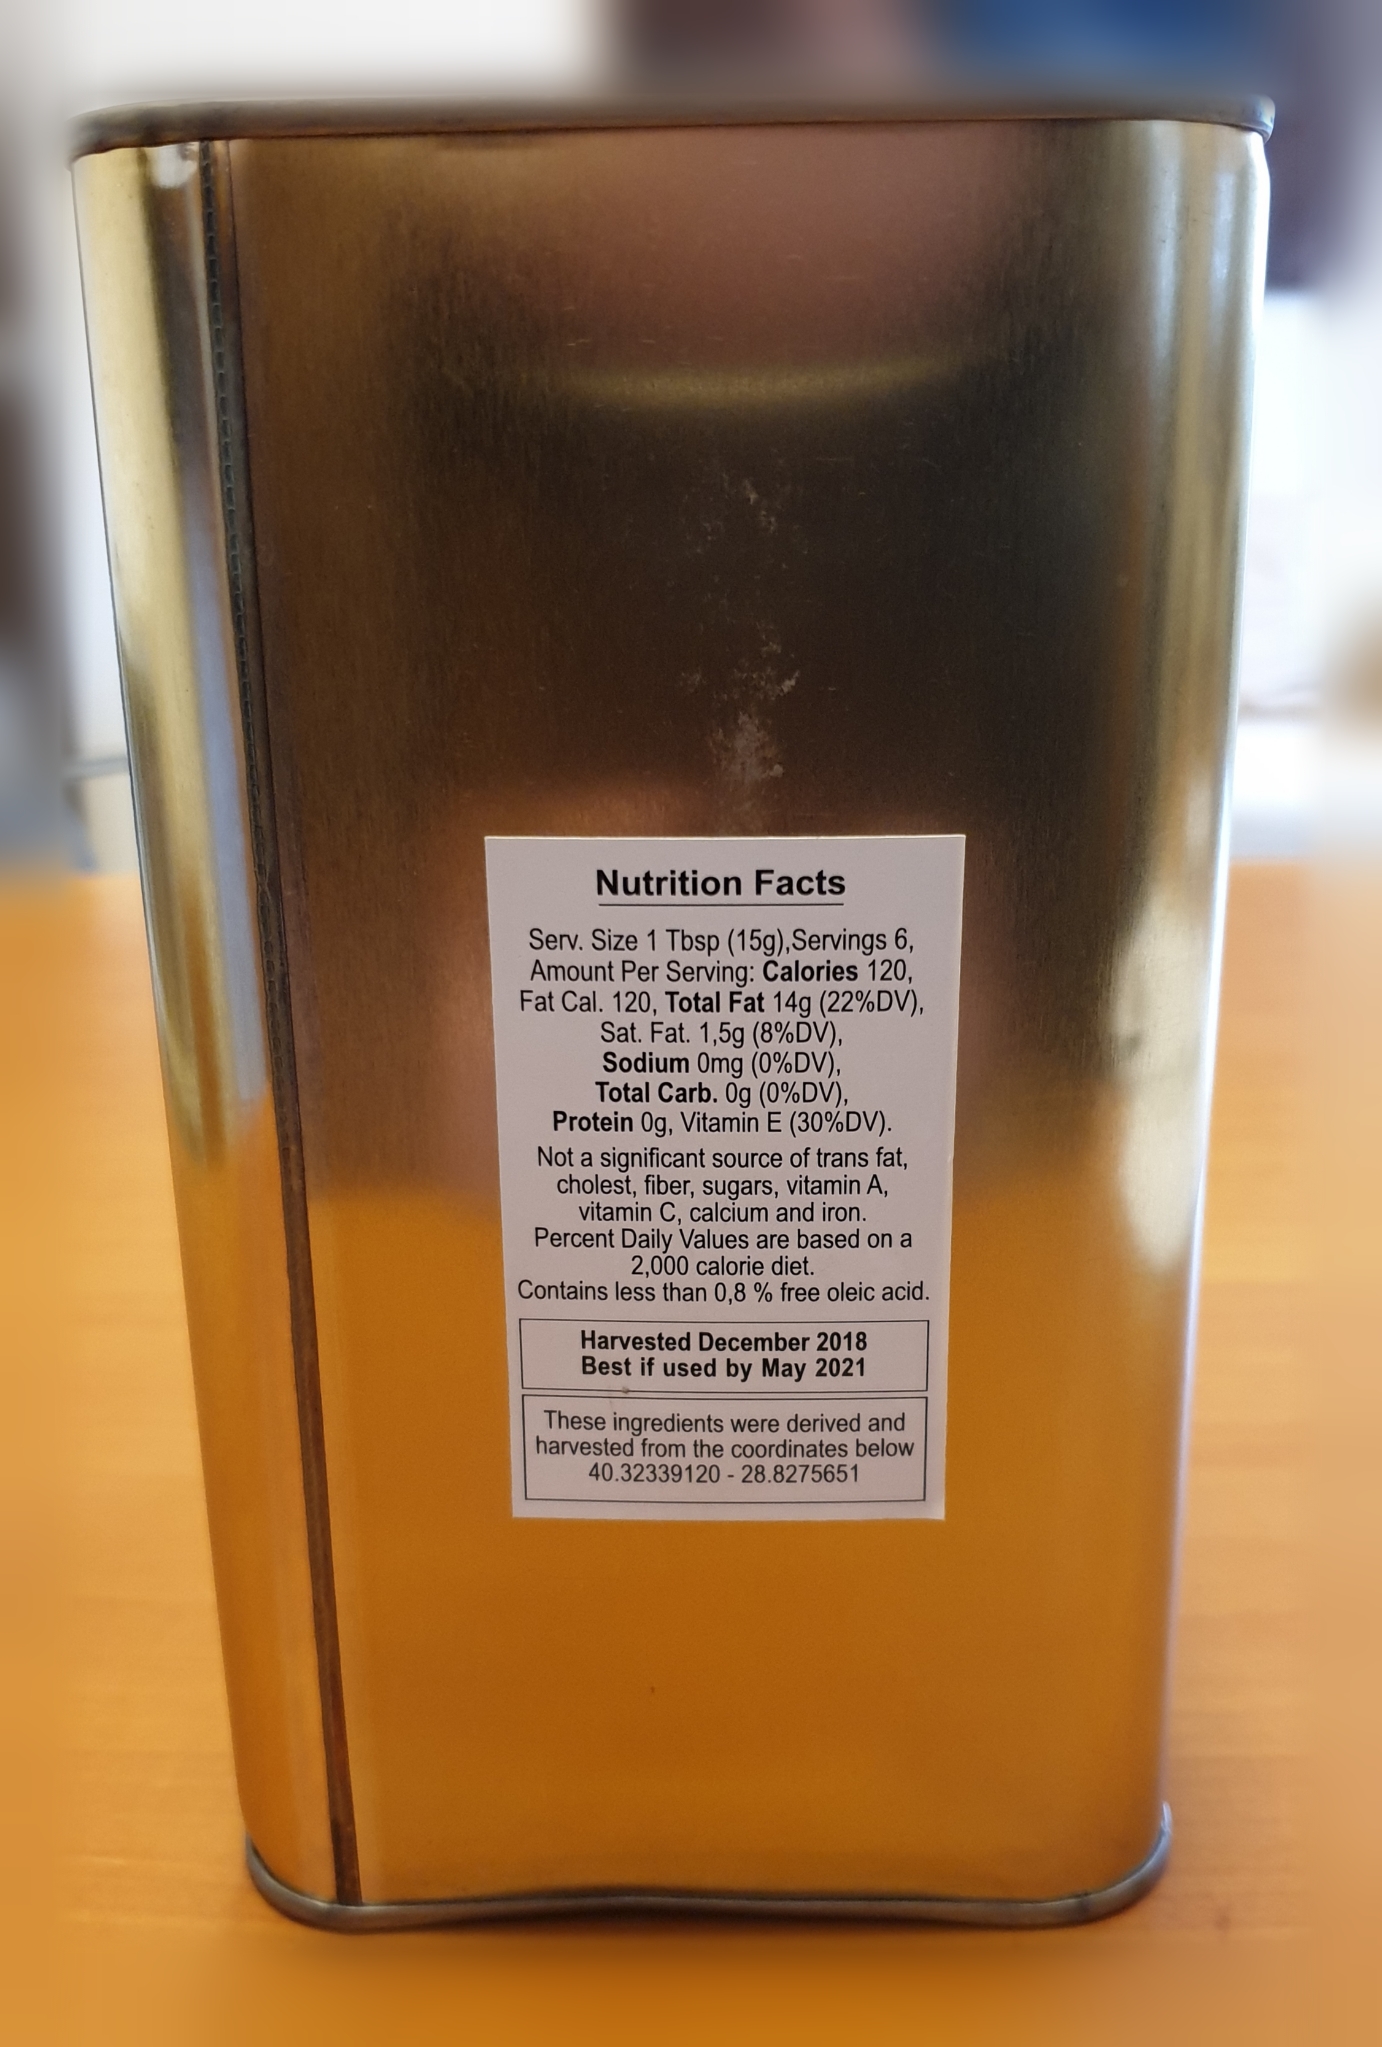 Nutrition Facts
Serv. Size 1 Tbsp (15g),Servings 6,
Amount Per Serving: Calories 120,
Fat Cal. 120, Total Fat 14g (22%DV),
Sat. Fat. 1,5g (8%DV),
Sodium 0mg (0%DV),
Total Carb. 0g (0%DV),
Protein 0g, Vitamin E (30%DV).
Not a significant source of trans fat,
cholest, fiber, sugars, vitamin A,
vitamin C, calcium and iron.
Percent Daily Values are based on a
2,000 calorie diet.
Contains less than 0,8 % free oleic acid.
Harvested December 2018
Best if used by May 2021
These ingredients were derived and
harvested from the coordinates below
40.32339120 - 28.8275651